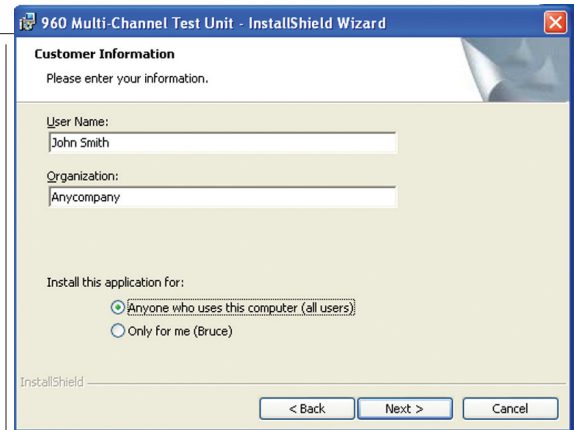 960 Multi-Channel Test Unit - InstallShield Wizard
Customer Information
Please enter your information.
User Name:
John Smith
Organization:
Anycompany
Install this application for:
Anyone who uses this computer (all users)
Only for me (Bruce)
InstallShield
< Back
Next >
Cancel